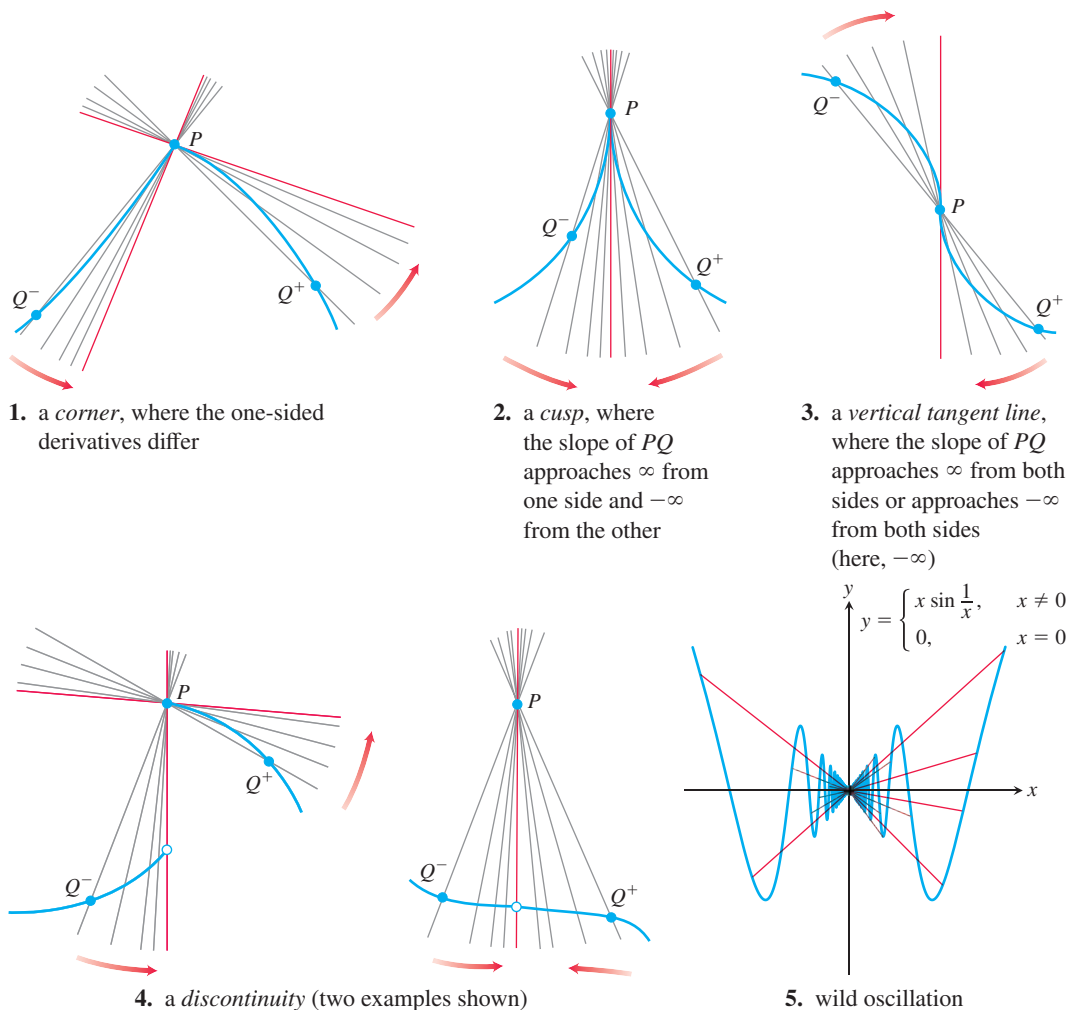 P
Q⁻
Q⁺
1. a corner, where the one-sided
derivatives differ
P
Q⁻
Q⁺
2. a cusp, where
the slope of PQ
approaches ∞ from
one side and −∞
from the other
Q⁻
P
Q⁺
3. a vertical tangent line,
where the slope of PQ
approaches ∞ from both
sides or approaches −∞
from both sides
(here, −∞)
P
Q⁺
Q⁻
P
Q⁻
Q⁺
4. a discontinuity (two examples shown)
y
y = { x sin 1/x, x ≠ 0
0, x = 0
x
5. wild oscillation